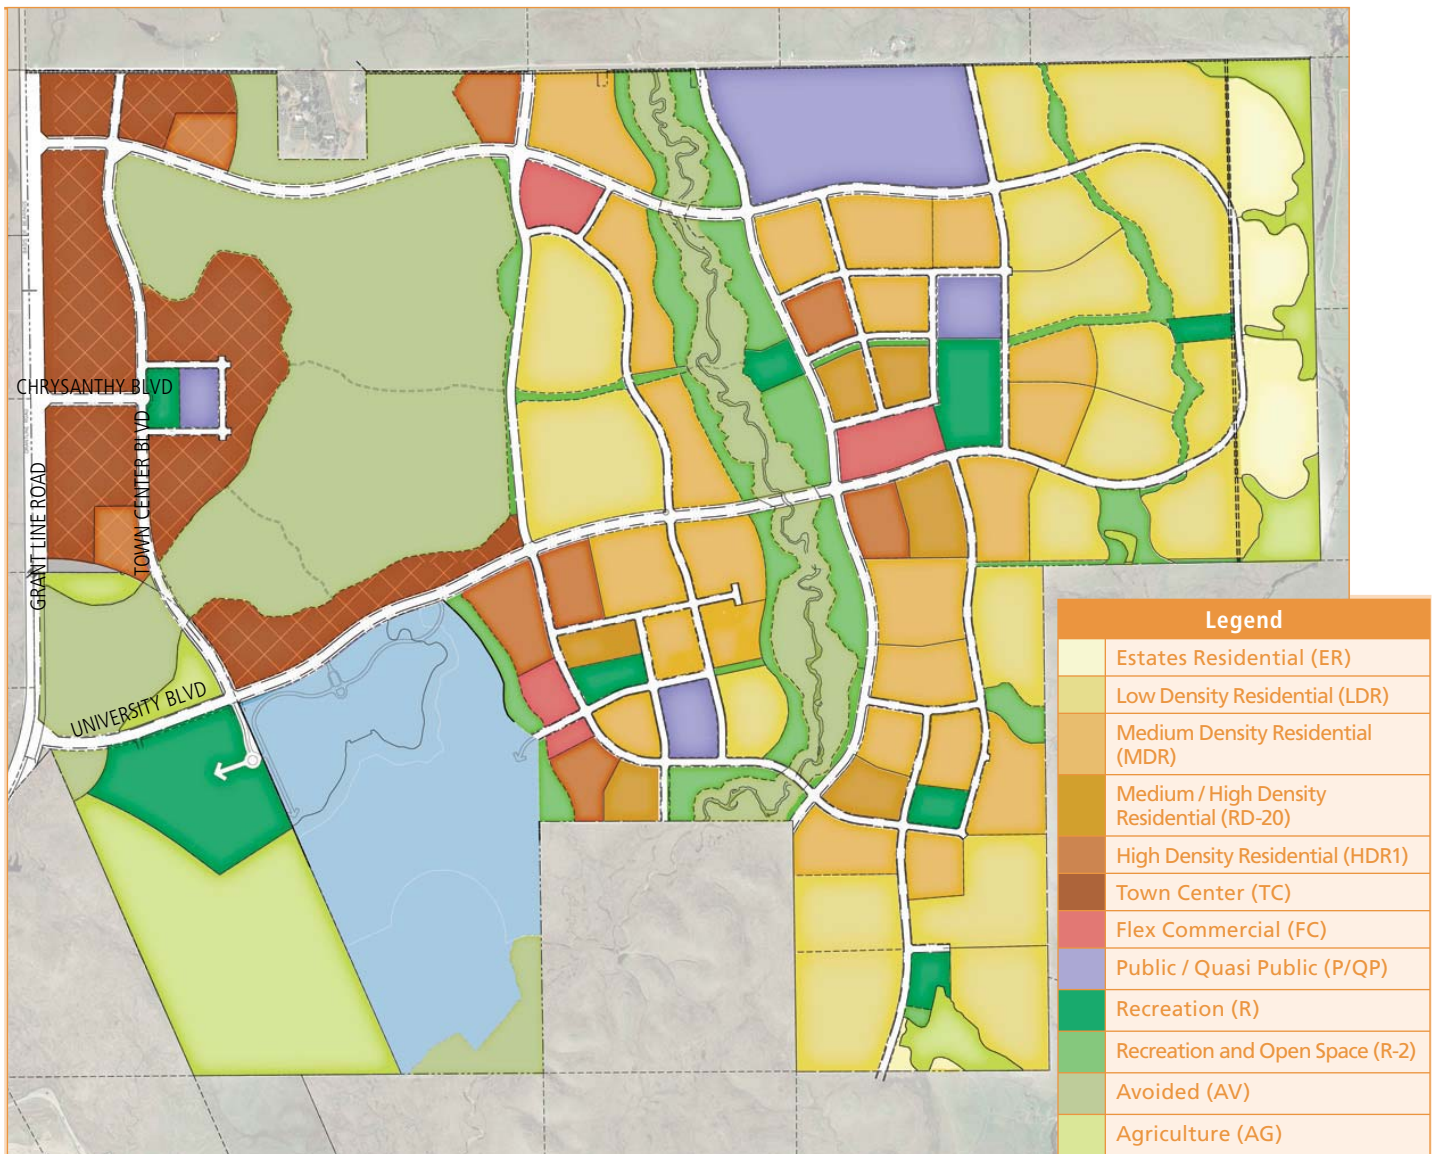 CHRYSANTHY BLVD
GRANT LINE ROAD
TOWN CENTER BLVD
UNIVERSITY BLVD
Legend
Estates Residential (ER)
Low Density Residential (LDR)
Medium Density Residential
(MDR)
Medium / High Density
Residential (RD-20)
High Density Residential (HDR1)
Town Center (TC)
Flex Commercial (FC)
Public / Quasi Public (P/QP)
Recreation (R)
Recreation and Open Space (R-2)
Avoided (AV)
Agriculture (AG)